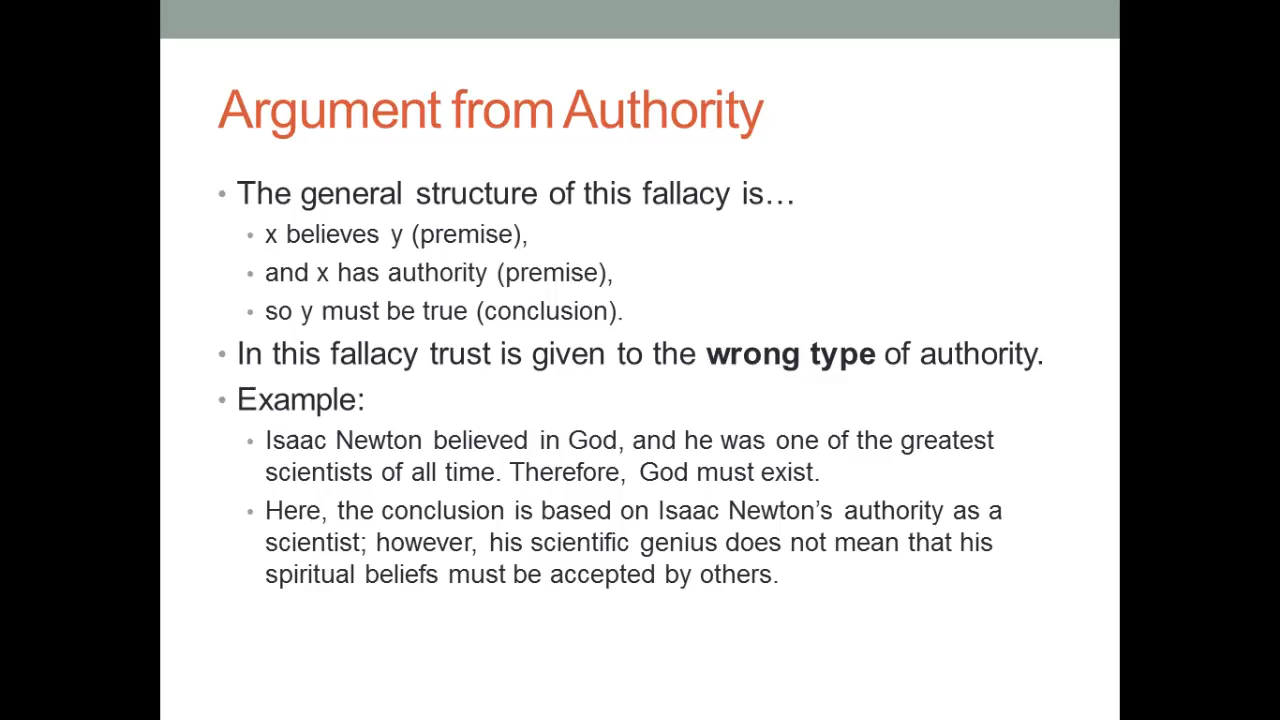 Argument from Authority
• The general structure of this fallacy is…
• x believes y (premise),
• and x has authority (premise),
• so y must be true (conclusion).
• In this fallacy trust is given to the wrong type of authority.
• Example:
• Isaac Newton believed in God, and he was one of the greatest
scientists of all time. Therefore, God must exist.
• Here, the conclusion is based on Isaac Newton’s authority as a
scientist; however, his scientific genius does not mean that his
spiritual beliefs must be accepted by others.